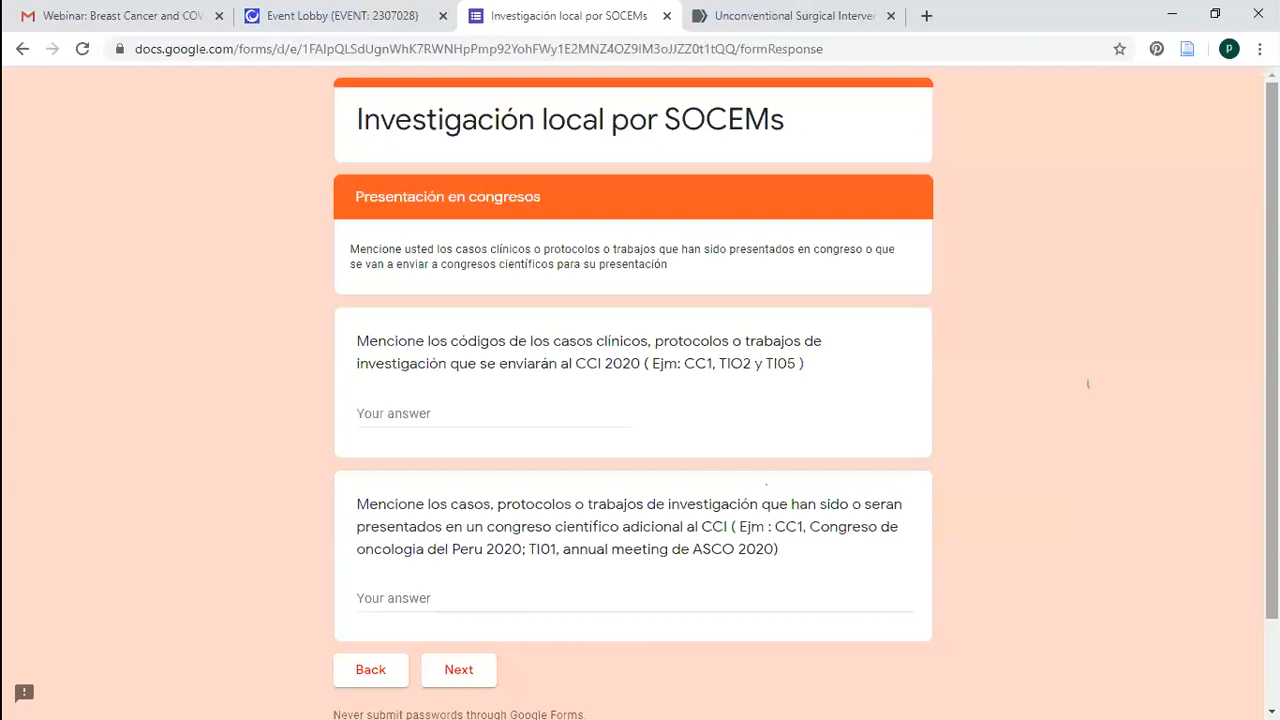 Webinar: Breast Cancer and COV
Event Lobby (EVENT: 2307028)
Investigación local por SOCEMs
Unconventional Surgical Interver
docs.google.com/forms/d/e/
/formResponse
P
Investigación local por SOCEMs
Presentación en congresos
Mencione usted los casos clínicos o protocolos o trabajos que han sido presentados en congreso o que
se van a enviar a congresos científicos para su presentación
Mencione los códigos de los casos clínicos, protocolos o trabajos de
investigación que se enviarán al CCI 2020 ( Ejm: CC1, TIO2 y TI05 )
Your answer
Mencione los casos, protocolos o trabajos de investigación que han sido o seran
presentados en un congreso científico adicional al CCI ( Ejm : CC1, Congreso de
oncologia del Peru 2020; TI01, annual meeting de ASCO 2020)
Your answer
Back Next
Never submit passwords through Google Forms.